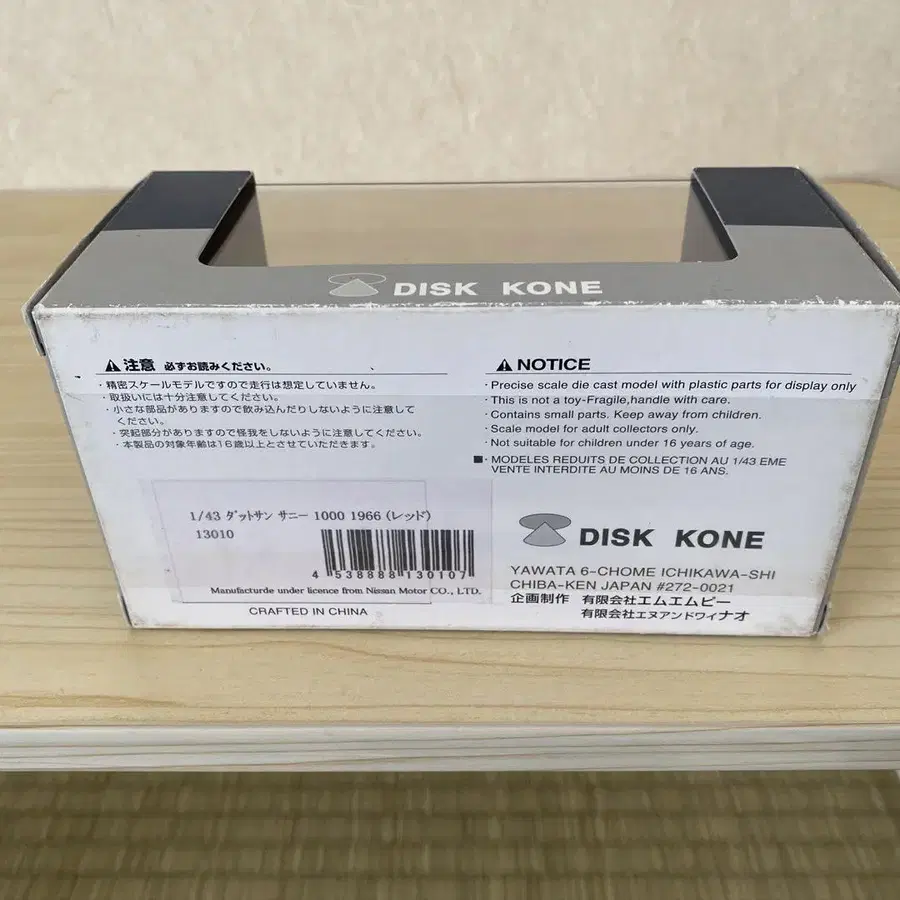 DISK KONE
注意 必ずお読みください。
・精密スケールモデルですので走行は想定していません。
・取扱いには十分注意してください。
・小さな部品がありますので飲み込んだりしないように注意して
ください。
・突起部分がありますので怪我をしないように注意してください。
・本製品の対象年齢は16歳以上とさせていただきます。
NOTICE
・Precise scale die cast model with plastic parts for display only
・This is not a toy-Fragile,handle with care.
・Contains small parts. Keep away from children.
・Scale model for adult collectors only.
・Not suitable for children under 16 years of age.
■・MODELES REDUITS DE COLLECTION AU 1/43 EME
VENTE INTERDITE AU MOINS DE 16 ANS.
1/43 ダットサン サニー 1000 1966 (レッド)
13010
4 538888 130107
Manufacturde under licence from Nissan Motor CO., LTD.
CRAFTED IN CHINA
DISK KONE
YAWATA 6-CHOME ICHIKAWA-SHI
CHIBA-KEN JAPAN #272-0021
企画制作 有限会社エムエムピー
有限会社エヌアンドワイナオ